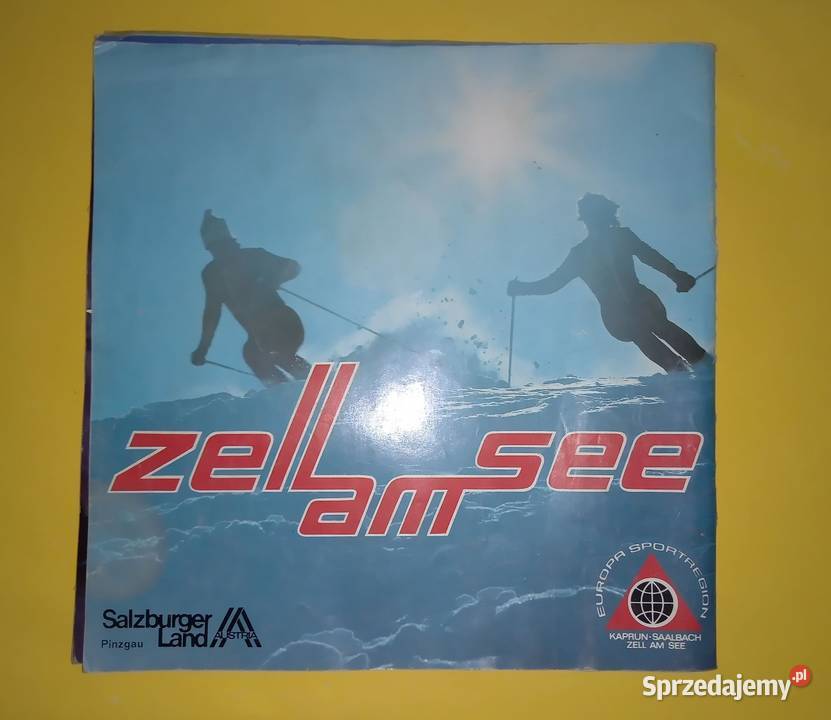 zell am see
EUROPA SPORTREGION
KAPRUN·SAALBACH
ZELL AM SEE
Salzburger
Land AUSTRIA
Pinzgau
Sprzedajemy.pl